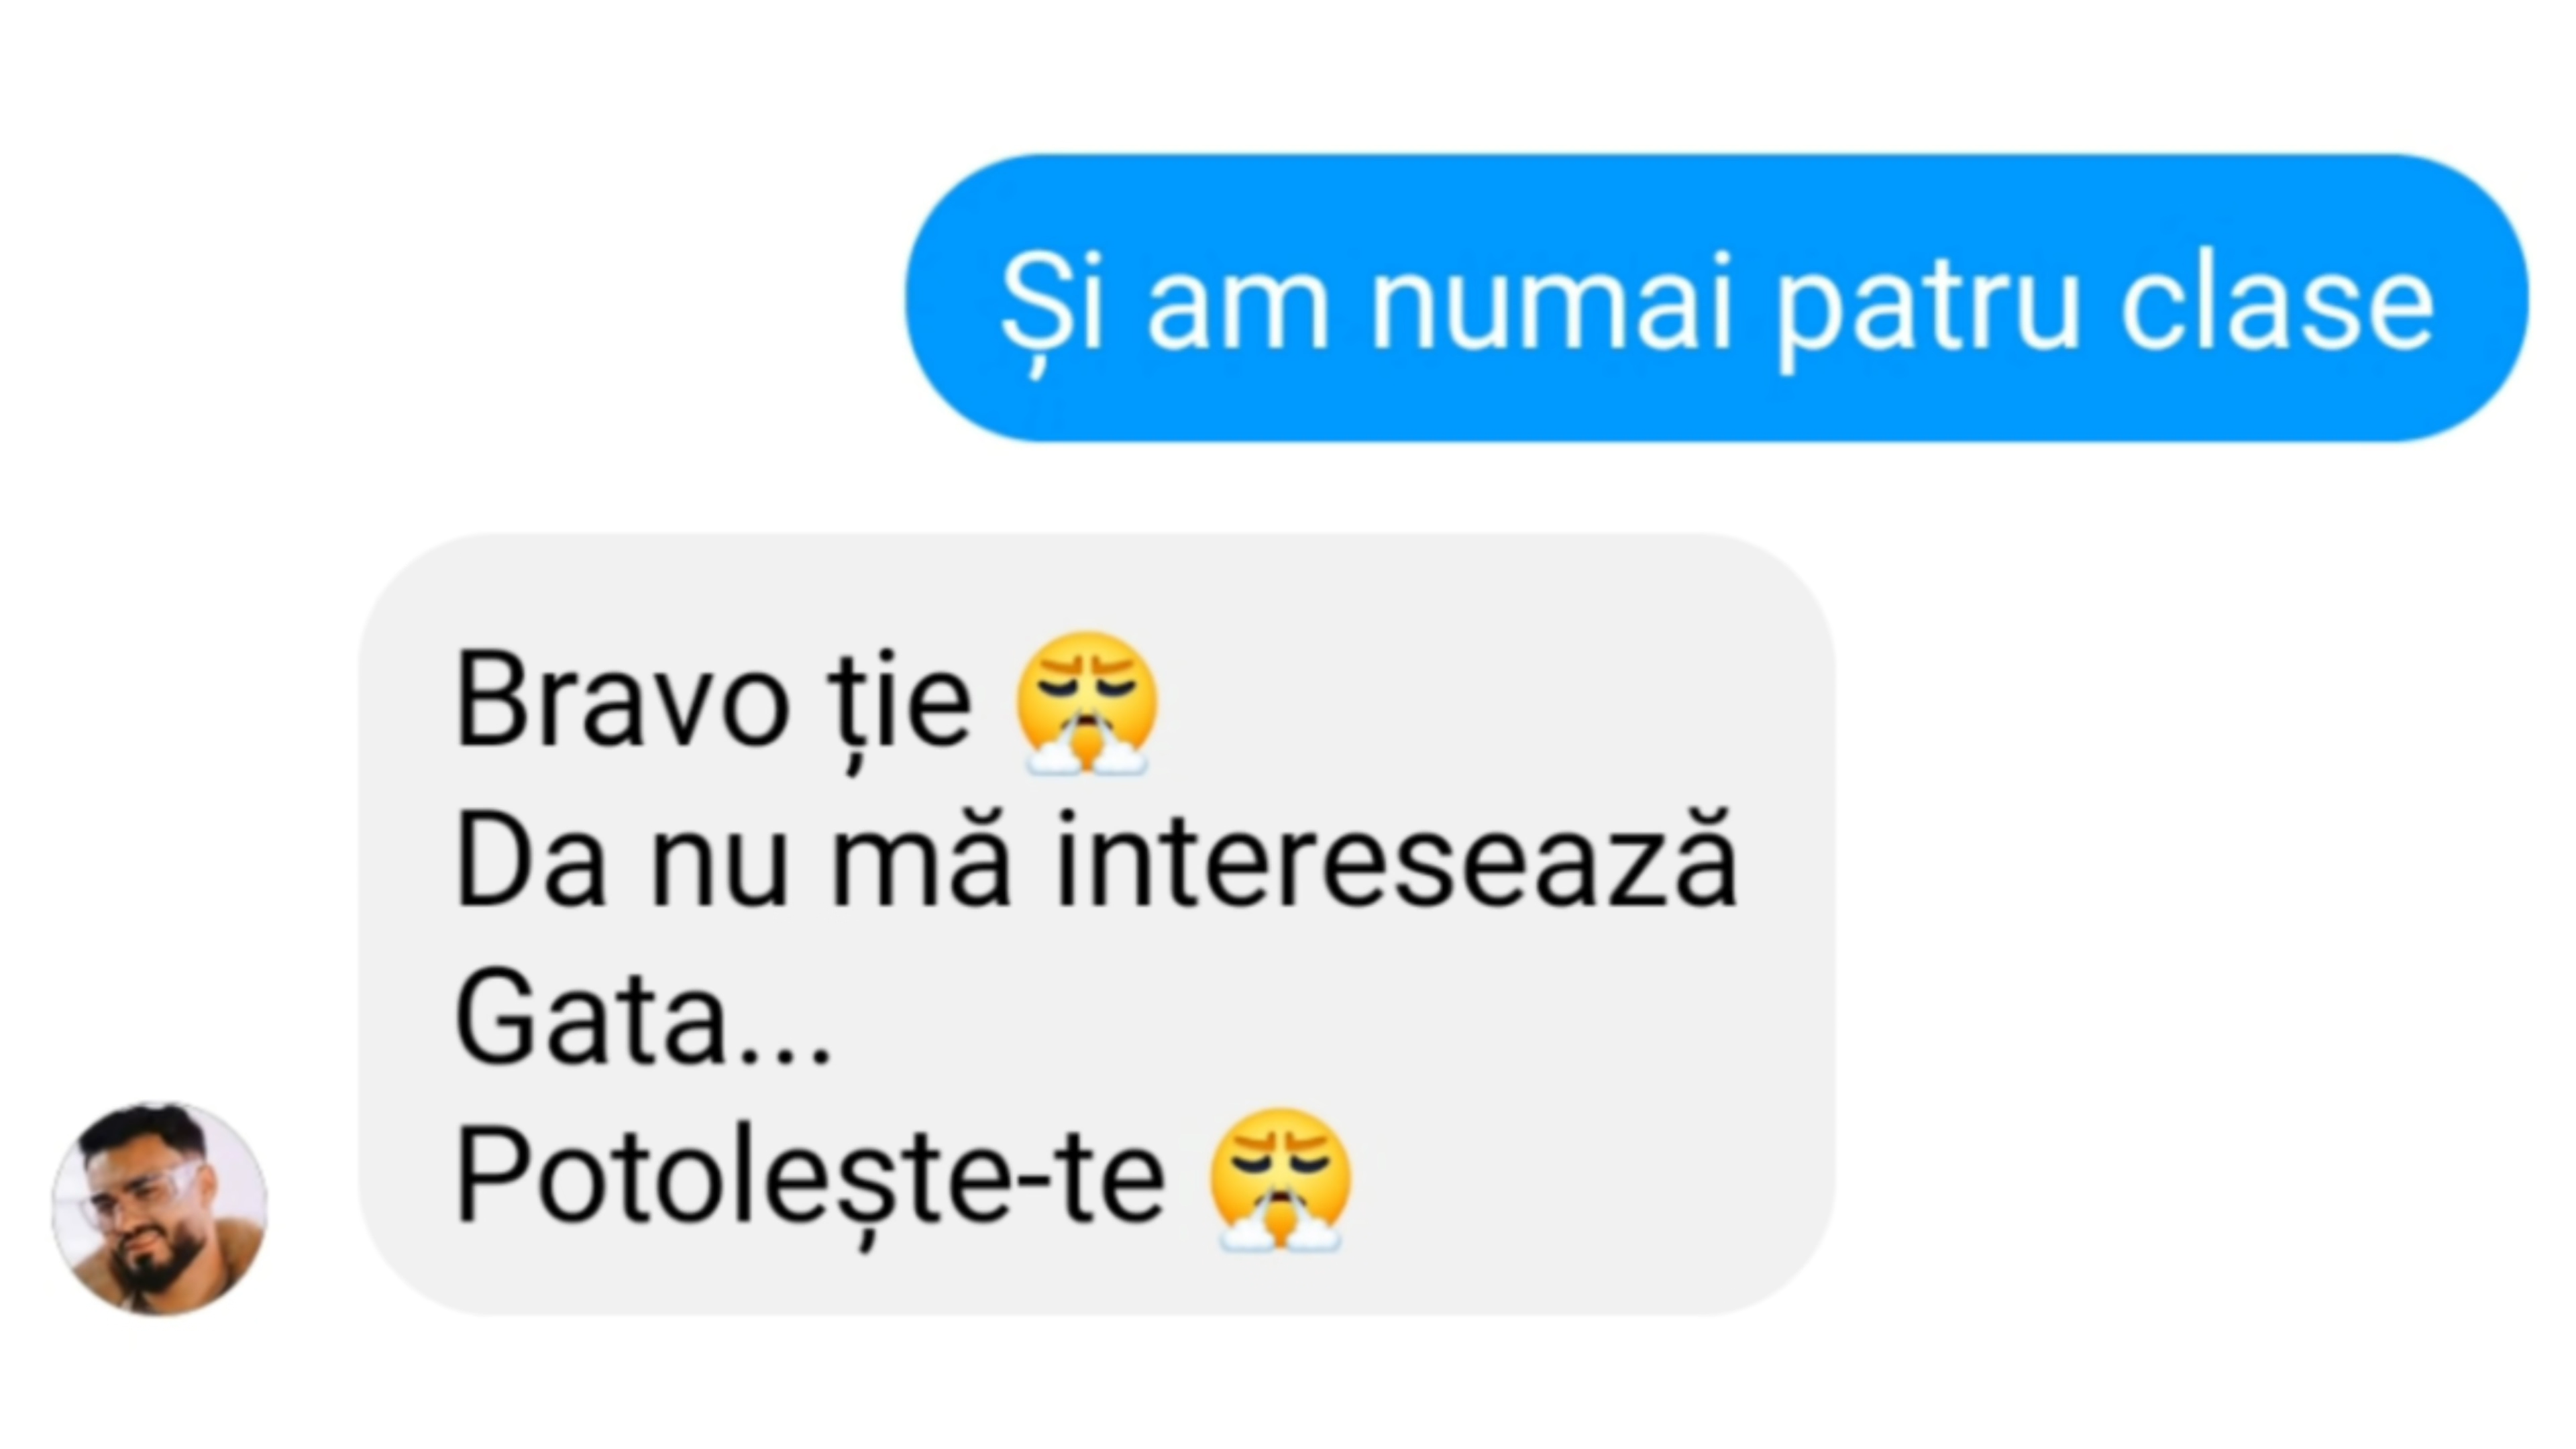 Și am numai patru clase
Bravo ție 😤
Da nu mă interesează
Gata...
Potolește-te 😤